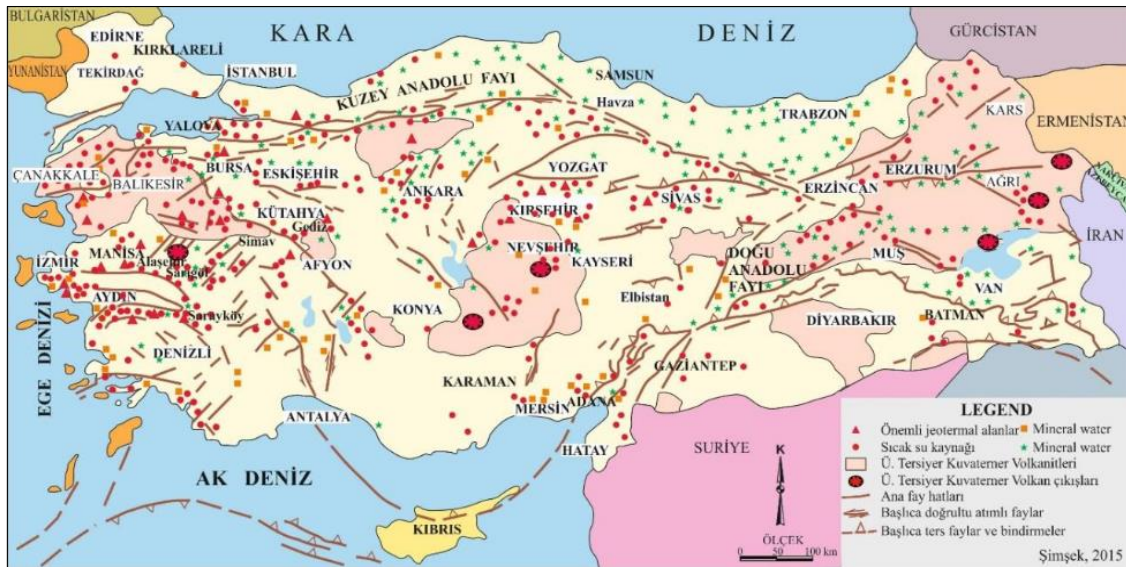 BULGARİSTAN
KARA DENİZ
GÜRCİSTAN
EDİRNE
KIRKLARELİ
YUNANİSTAN
TEKİRDAĞ
İSTANBUL
KUZEY ANADOLU FAYI
SAMSUN
Havza
TRABZON
KARS
ERMENİSTAN
YALOVA
ÇANAKKALE
BALIKESİR
BURSA
ESKİŞEHİR
ANKARA
YOZGAT
SİVAS
ERZİNCAN
ERZURUM
AĞRI
KÜTAHYA
Gediz
Simav
KIRŞEHİR
NEVŞEHİR
KAYSERİ
DOĞU
ANADOLU
FAYI
MUŞ
İRAN
MANİSA
Alaşehir
Sarıgöl
İZMİR
AFYON
AYDIN
Sarayköy
KONYA
Elbistan
VAN
BATMAN
DİYARBAKIR
EGE DENİZİ
DENİZLİ
KARAMAN
GAZİANTEP
MERSİN
ADANA
ANTALYA
HATAY
SURİYE
AK DENİZ
KIBRIS
K
ÖLÇEK
0 50 100 km
LEGEND
Önemli jeotermal alanlar
Mineral water
Sıcak su kaynağı
Mineral water
Ü. Tersiyer Kuvaterner Volkanitleri
Ü. Tersiyer Kuvaterner Volkan çıkışları
Ana fay hatları
Başlıca doğrultu atımlı faylar
Başlıca ters faylar ve bindirmeler
Şimşek, 2015